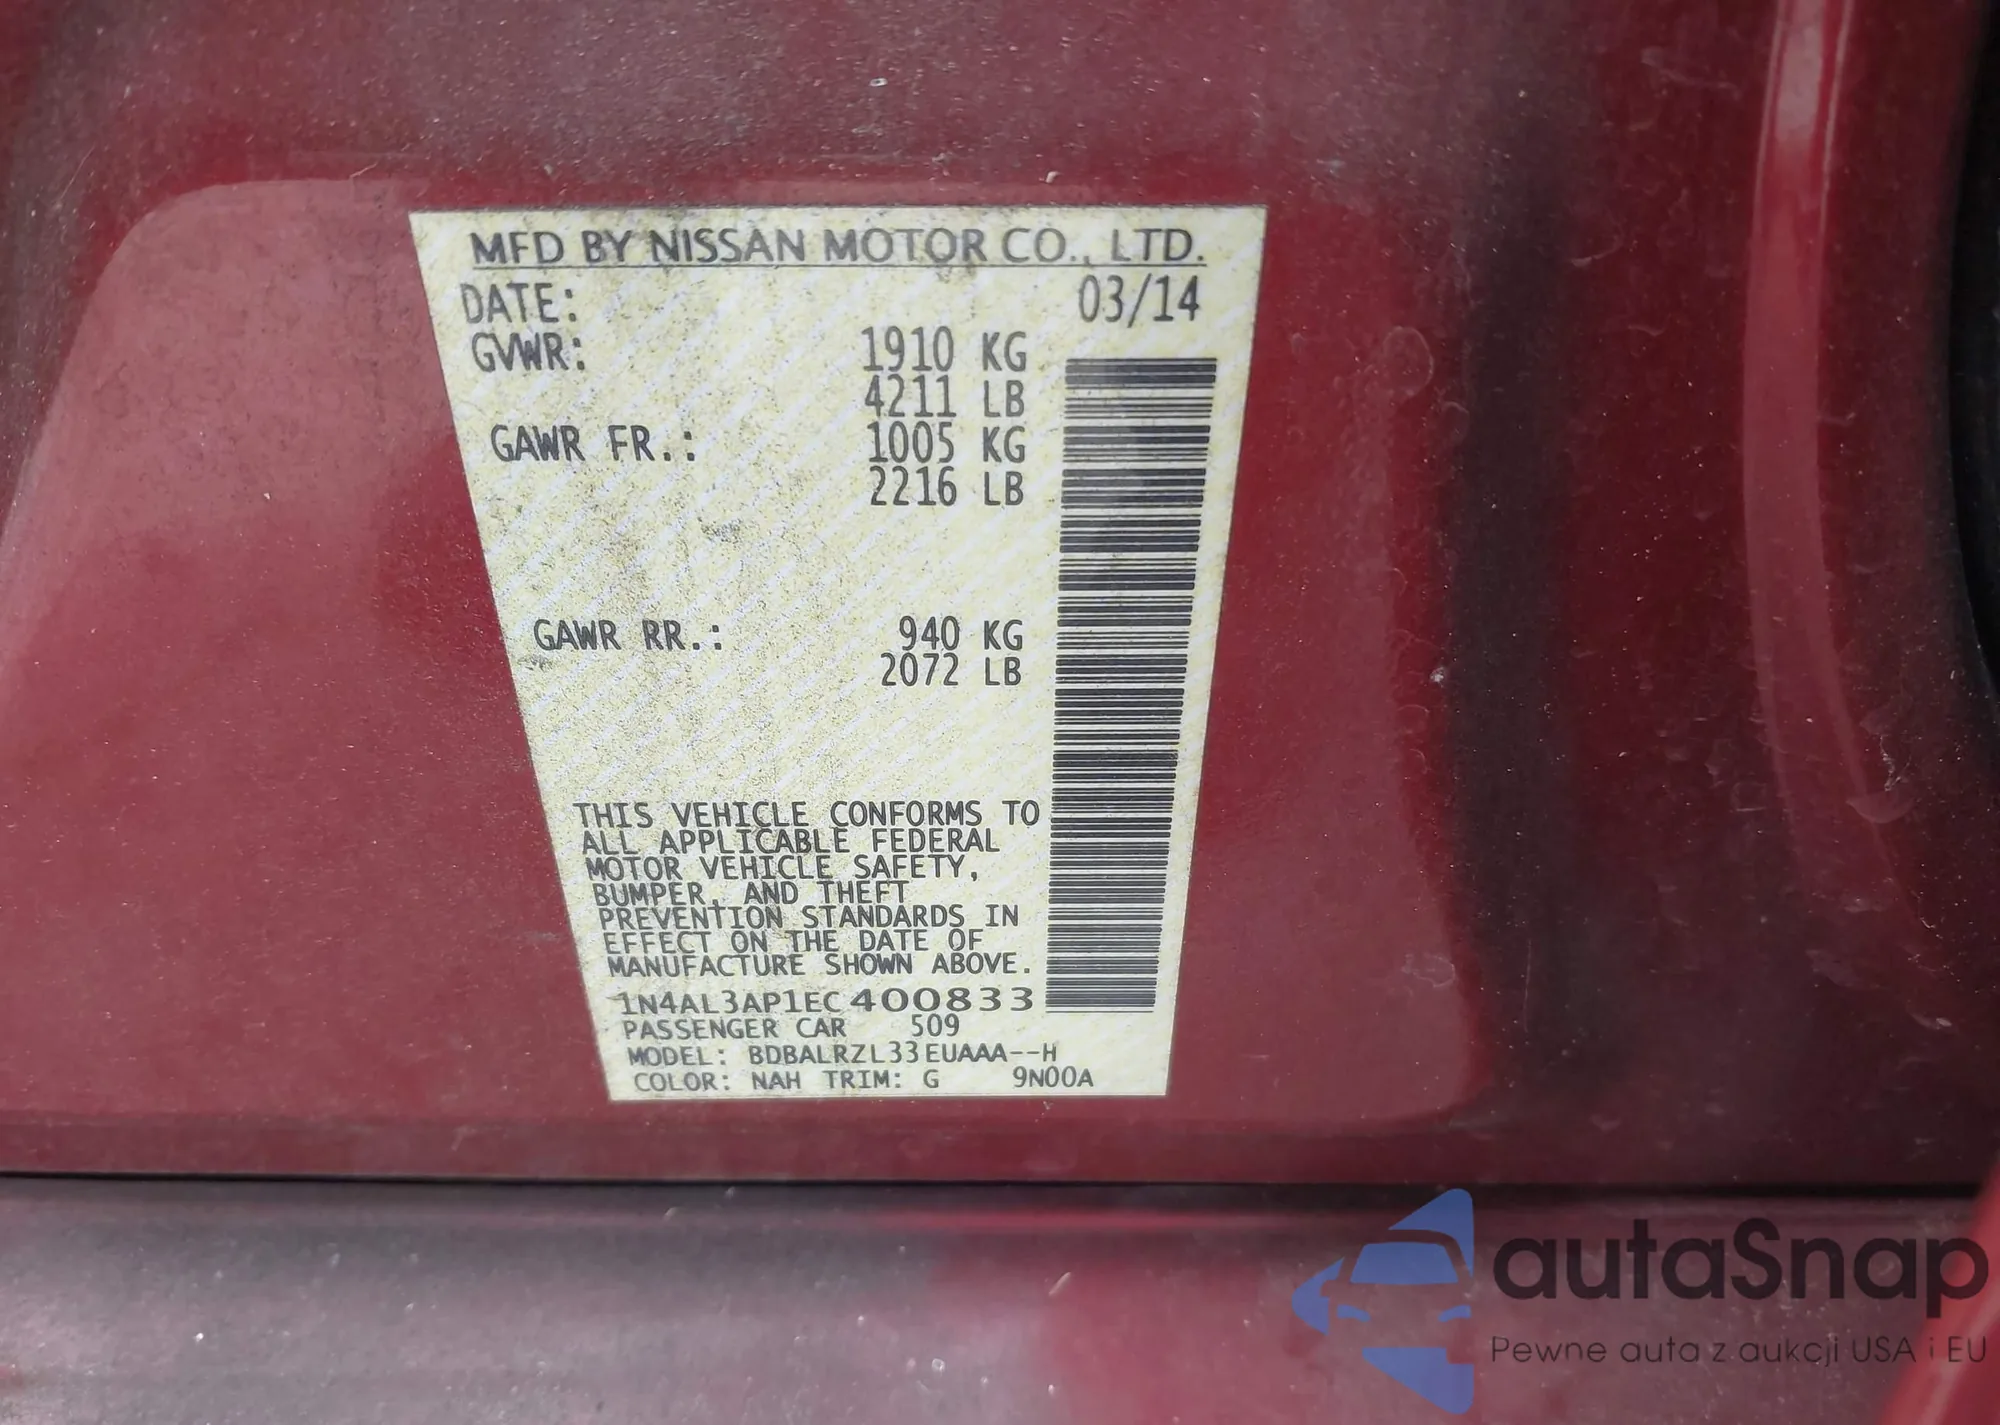 MFD BY NISSAN MOTOR CO., LTD.
DATE: 03/14
GVWR: 1910 KG
4211 LB
GAWR FR.: 1005 KG
2216 LB
GAWR RR.: 940 KG
2072 LB
THIS VEHICLE CONFORMS TO
ALL APPLICABLE FEDERAL
MOTOR VEHICLE SAFETY,
BUMPER, AND THEFT
PREVENTION STANDARDS IN
EFFECT ON THE DATE OF
MANUFACTURE SHOWN ABOVE.
1N4AL3AP1EC400833
PASSENGER CAR 509
MODEL: BDBALRZL33EUAAA--H
COLOR: NAH TRIM: G 9N00A
autaSnap
Pewne auta z aukcji USA i EU